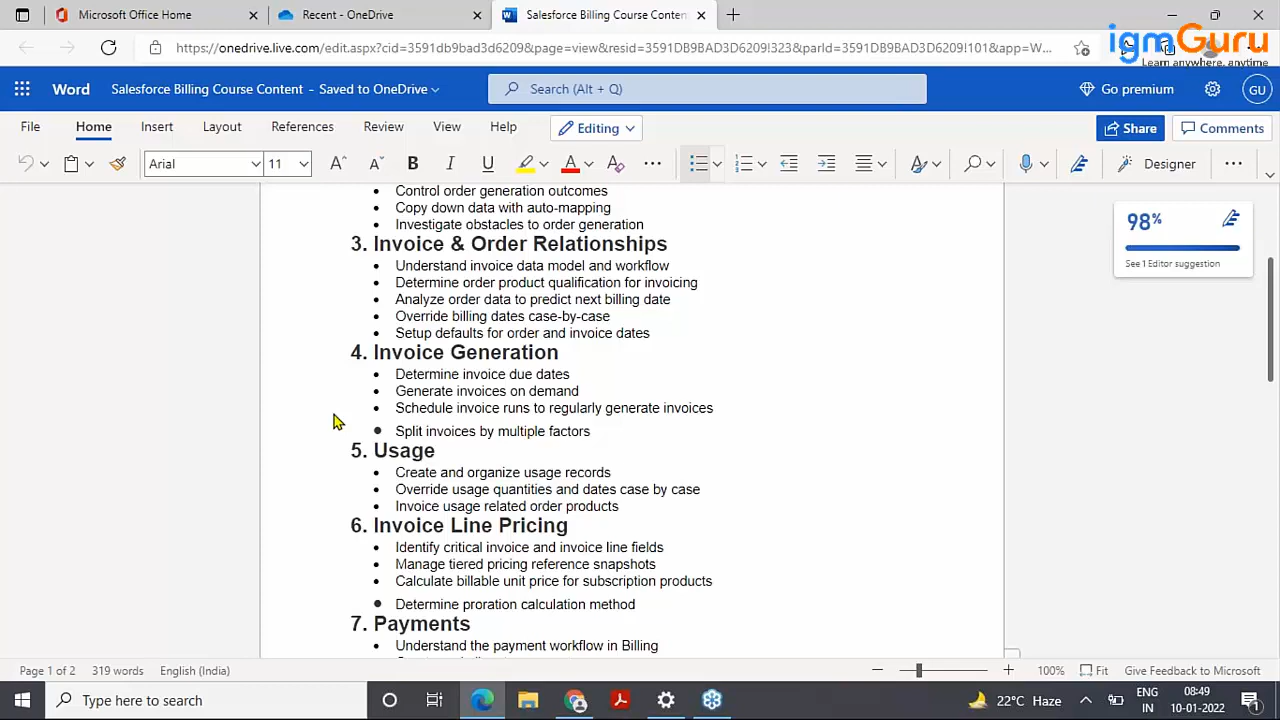 Microsoft Office Home
Recent - OneDrive
Salesforce Billing Course Conten
igmGuru
Learn anywhere, anytime
https://onedrive.live.com/edit.aspx?cid=3591db9bad3d6209&page=view&resid=3591DB9BAD3D6209!323&parId=3591DB9BAD3D6209!101&app=W...
Word
Salesforce Billing Course Content - Saved to OneDrive
Search (Alt + Q)
Go premium
GU
File Home Insert Layout References Review View Help Editing Share Comments
Arial 11 A A B I U A A Designer
• Control order generation outcomes
• Copy down data with auto-mapping
• Investigate obstacles to order generation
3. Invoice & Order Relationships
• Understand invoice data model and workflow
• Determine order product qualification for invoicing
• Analyze order data to predict next billing date
• Override billing dates case-by-case
• Setup defaults for order and invoice dates
4. Invoice Generation
• Determine invoice due dates
• Generate invoices on demand
• Schedule invoice runs to regularly generate invoices
• Split invoices by multiple factors
5. Usage
• Create and organize usage records
• Override usage quantities and dates case by case
• Invoice usage related order products
6. Invoice Line Pricing
• Identify critical invoice and invoice line fields
• Manage tiered pricing reference snapshots
• Calculate billable unit price for subscription products
• Determine proration calculation method
7. Payments
• Understand the payment workflow in Billing
98%
See 1 Editor suggestion
Page 1 of 2 319 words English (India)
100% Fit Give Feedback to Microsoft
Type here to search
22°C Haze
ENG
IN
08:49
10-01-2022
1